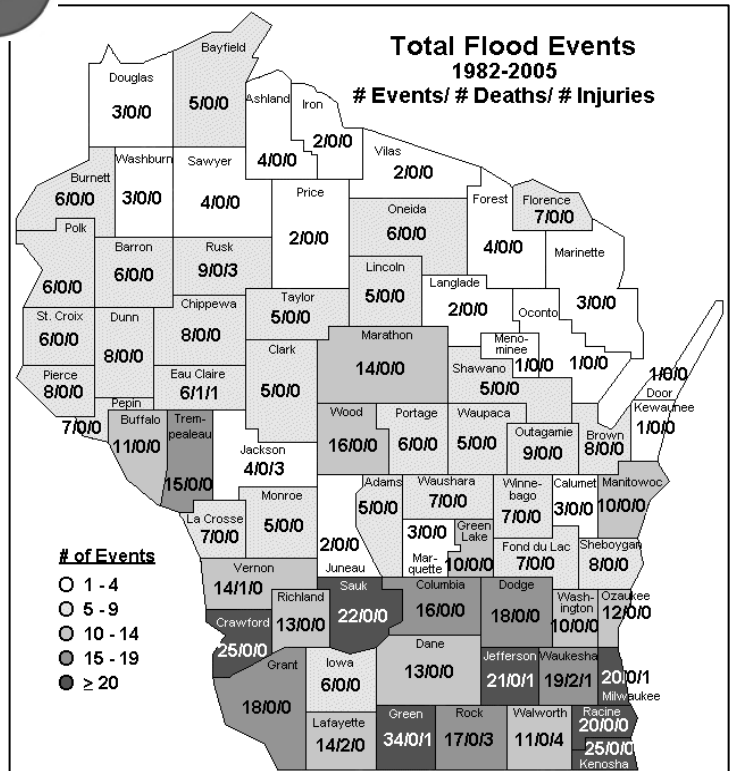 Total Flood Events
1982-2005
# Events/ # Deaths/ # Injuries
Bayfield
5/0/0
Douglas
3/0/0
Ashland
4/0/0
Iron
2/0/0
Vilas
2/0/0
Washburn
3/0/0
Sawyer
4/0/0
Burnett
6/0/0
Price
2/0/0
Forest
4/0/0
Florence
7/0/0
Oneida
6/0/0
Polk
6/0/0
Barron
6/0/0
Rusk
9/0/3
Marinette
3/0/0
Lincoln
5/0/0
Langlade
2/0/0
Taylor
5/0/0
Chippewa
8/0/0
Oconto
1/0/0
St. Croix
6/0/0
Dunn
8/0/0
Marathon
14/0/0
Meno-
minee
1/0/0
Clark
5/0/0
Shawano
5/0/0
Pierce
8/0/0
Eau Claire
6/1/1
1/0/0
Door
Pepin
7/0/0
Buffalo
11/0/0
Trem-
pealeau
15/0/0
Wood
16/0/0
Portage
6/0/0
Waupaca
5/0/0
Outagamie
9/0/0
Brown
8/0/0
Kewaunee
1/0/0
Jackson
4/0/3
Adams
5/0/0
Waushara
7/0/0
Winne-
bago
7/0/0
Calumet
3/0/0
Manitowoc
10/0/0
Monroe
5/0/0
La Crosse
7/0/0
2/0/0
Juneau
3/0/0
Mar-
quette
Green
Lake
10/0/0
Fond du Lac
7/0/0
Sheboygan
8/0/0
# of Events
1 - 4
5 - 9
10 - 14
15 - 19
≥ 20
Vernon
14/1/0
Richland
13/0/0
Sauk
22/0/0
Columbia
16/0/0
Dodge
18/0/0
Wash-
ington
10/0/0
Ozaukee
12/0/0
Crawford
25/0/0
Dane
13/0/0
Grant
18/0/0
Iowa
6/0/0
Jefferson
21/0/1
Waukesha
19/2/1
20/0/1
Milwaukee
Lafayette
14/2/0
Green
34/0/1
Rock
17/0/3
Walworth
11/0/4
Racine
20/0/0
25/0/0
Kenosha